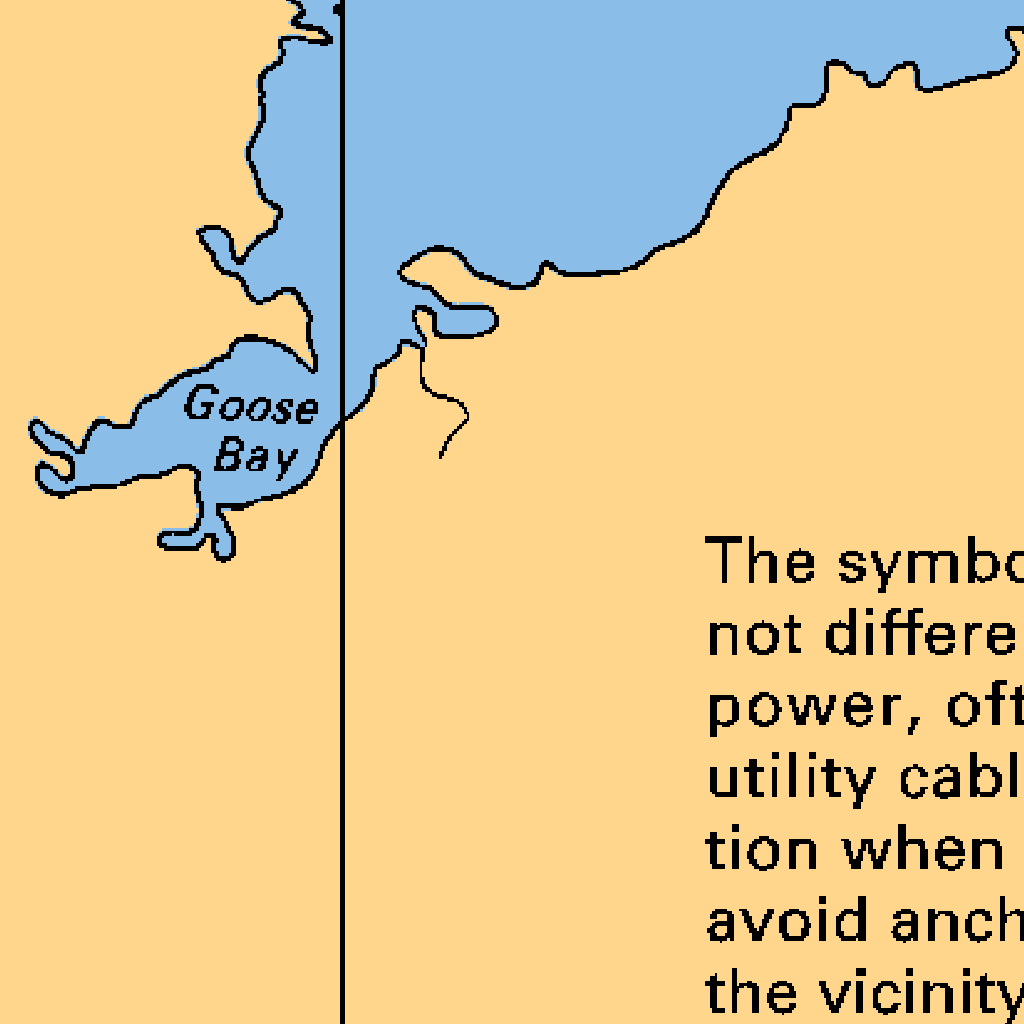 Goose
Bay
The symbo
not differe
power, oft
utility cabl
tion when
avoid anch
the vicinity